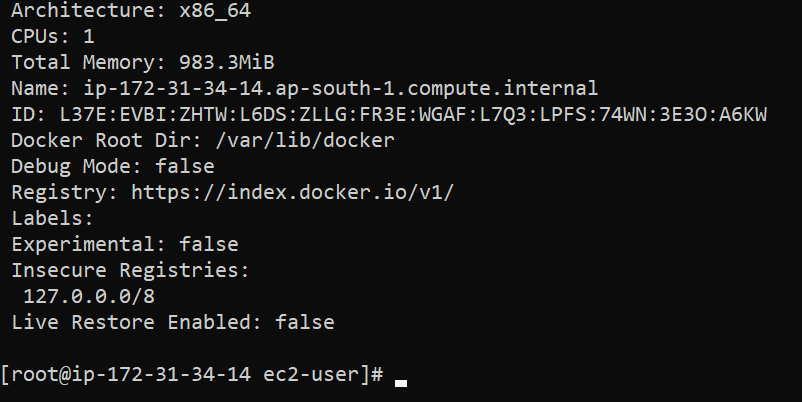 Architecture: x86_64
CPUs: 1
Total Memory: 983.3MiB
Name: ip-172-31-34-14.ap-south-1.compute.internal
ID: L37E:EVBI:ZHTW:L6DS:ZLLG:FR3E:WGAF:L7Q3:LPFS:74WN:3E3O:A6KW
Docker Root Dir: /var/lib/docker
Debug Mode: false
Registry: https://index.docker.io/v1/
Labels:
Experimental: false
Insecure Registries:
 127.0.0.0/8
Live Restore Enabled: false

[root@ip-172-31-34-14 ec2-user]#